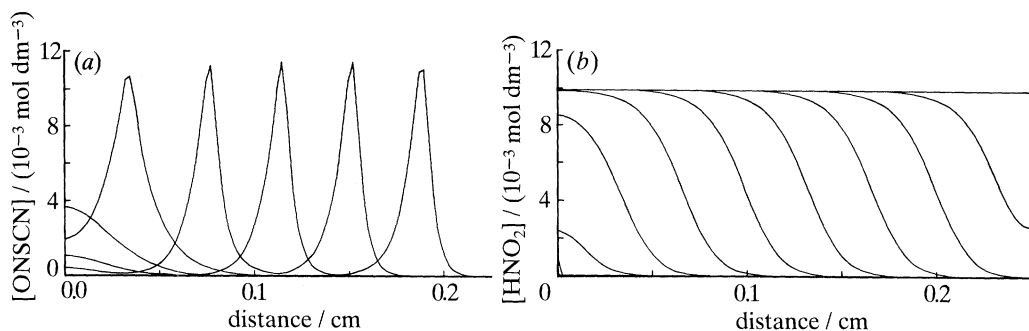 (a)
[ONSCN] / (10⁻³ mol dm⁻³)
12
8
4
0
0.0
0.1
0.2
distance / cm
(b)
[HNO₂] / (10⁻³ mol dm⁻³)
12
8
4
0
0.1
0.2
distance / cm